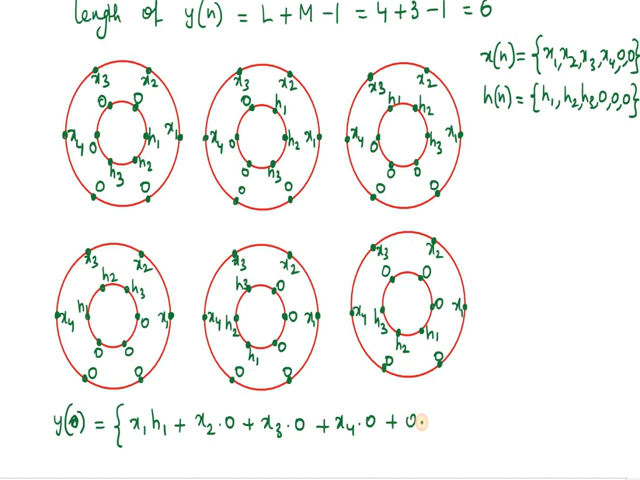 length of y(n) = L + M - 1 = 4 + 3 - 1 = 6
x(n) = {x₁, x₂, x₃, x₄, 0, 0}
h(n) = {h₁, h₂, h₃, 0, 0, 0}
x₃ x₂ x₃ x₂ x₃ x₂
0 0 0 h₁ h₁ h₂
x₄ 0 h₁ x₁ x₄ 0 h₂ x₁ x₄ 0 h₃ x₁
h₃ h₂ 0 h₃ 0 0
0 0 0 0 0 0
x₃ x₂ x₃ x₂ x₃ x₂
h₂ h₃ h₃ 0 0 0
x₄ h₁ 0 x₁ x₄ h₂ 0 x₁ x₄ h₃ 0 x₁
0 0 h₁ 0 h₂ h₁
0 0 0 0 0 0
y(0) = { x₁h₁ + x₂·0 + x₃·0 + x₄·0 + 0·